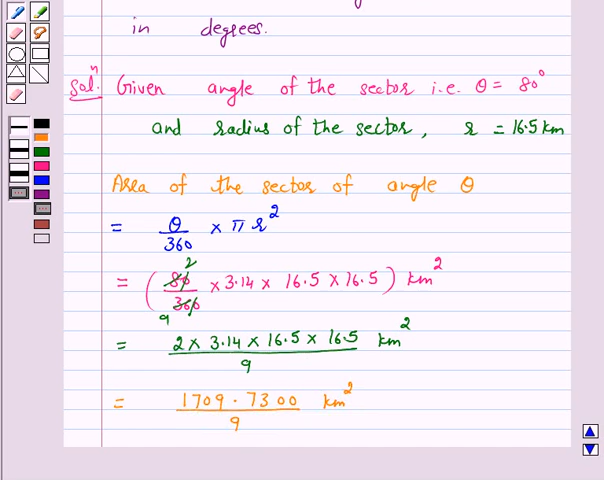 in degrees.
Solⁿ. Given angle of the sector i.e. θ = 80°
and radius of the sector, r = 16.5 km
Area of the sector of angle θ
= θ/360 × π r²
= (80/360 × 3.14 × 16.5 × 16.5) km²
2
9
= 2 × 3.14 × 16.5 × 16.5/9 km²
= 1709.7300/9 km²